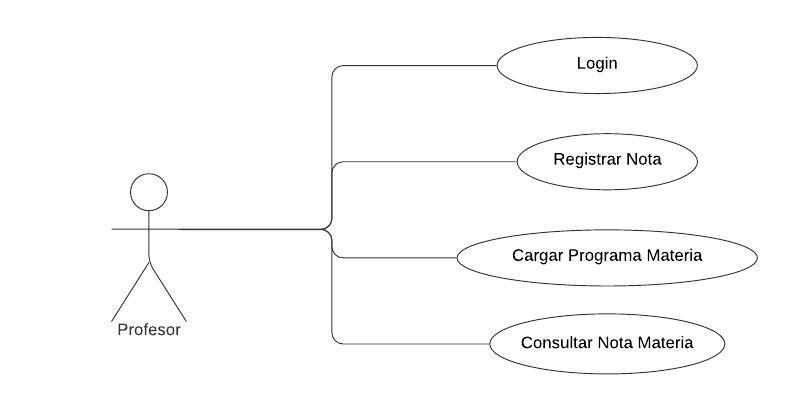 Login
Registrar Nota
Cargar Programa Materia
Profesor
Consultar Nota Materia